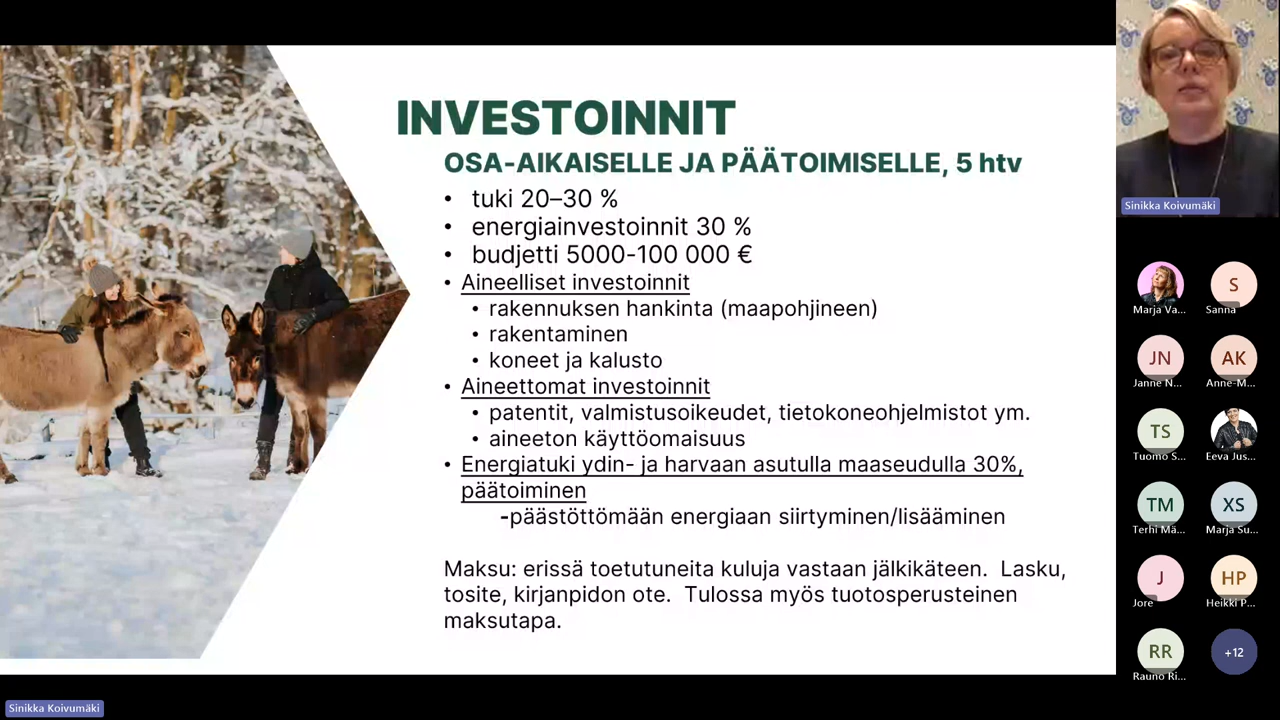 INVESTOINNIT
OSA-AIKAISELLE JA PÄÄTOIMISELLE, 5 htv
• tuki 20–30 %
• energiainvestoinnit 30 %
• budjetti 5000-100 000 €
• Aineelliset investoinnit
• rakennuksen hankinta (maapohjineen)
• rakentaminen
• koneet ja kalusto
• Aineettomat investoinnit
• patentit, valmistusoikeudet, tietokoneohjelmistot ym.
• aineeton käyttöomaisuus
• Energiatuki ydin- ja harvaan asutulla maaseudulla 30%,
päätoiminen
-päästöttömään energiaan siirtyminen/lisääminen
Maksu: erissä toetutuneita kuluja vastaan jälkikäteen. Lasku,
tosite, kirjanpidon ote. Tulossa myös tuotosperusteinen
maksutapa.
Sinikka Koivumäki
Marja Va...
S
Sanna
JN
Janne N...
AK
Anne-M...
TS
Tuomo S...
Eeva Jus...
TM
Terhi Mä...
XS
Marja Su...
J
Jore
HP
Heikki P...
RR
Rauno Ri...
+12
Sinikka Koivumäki